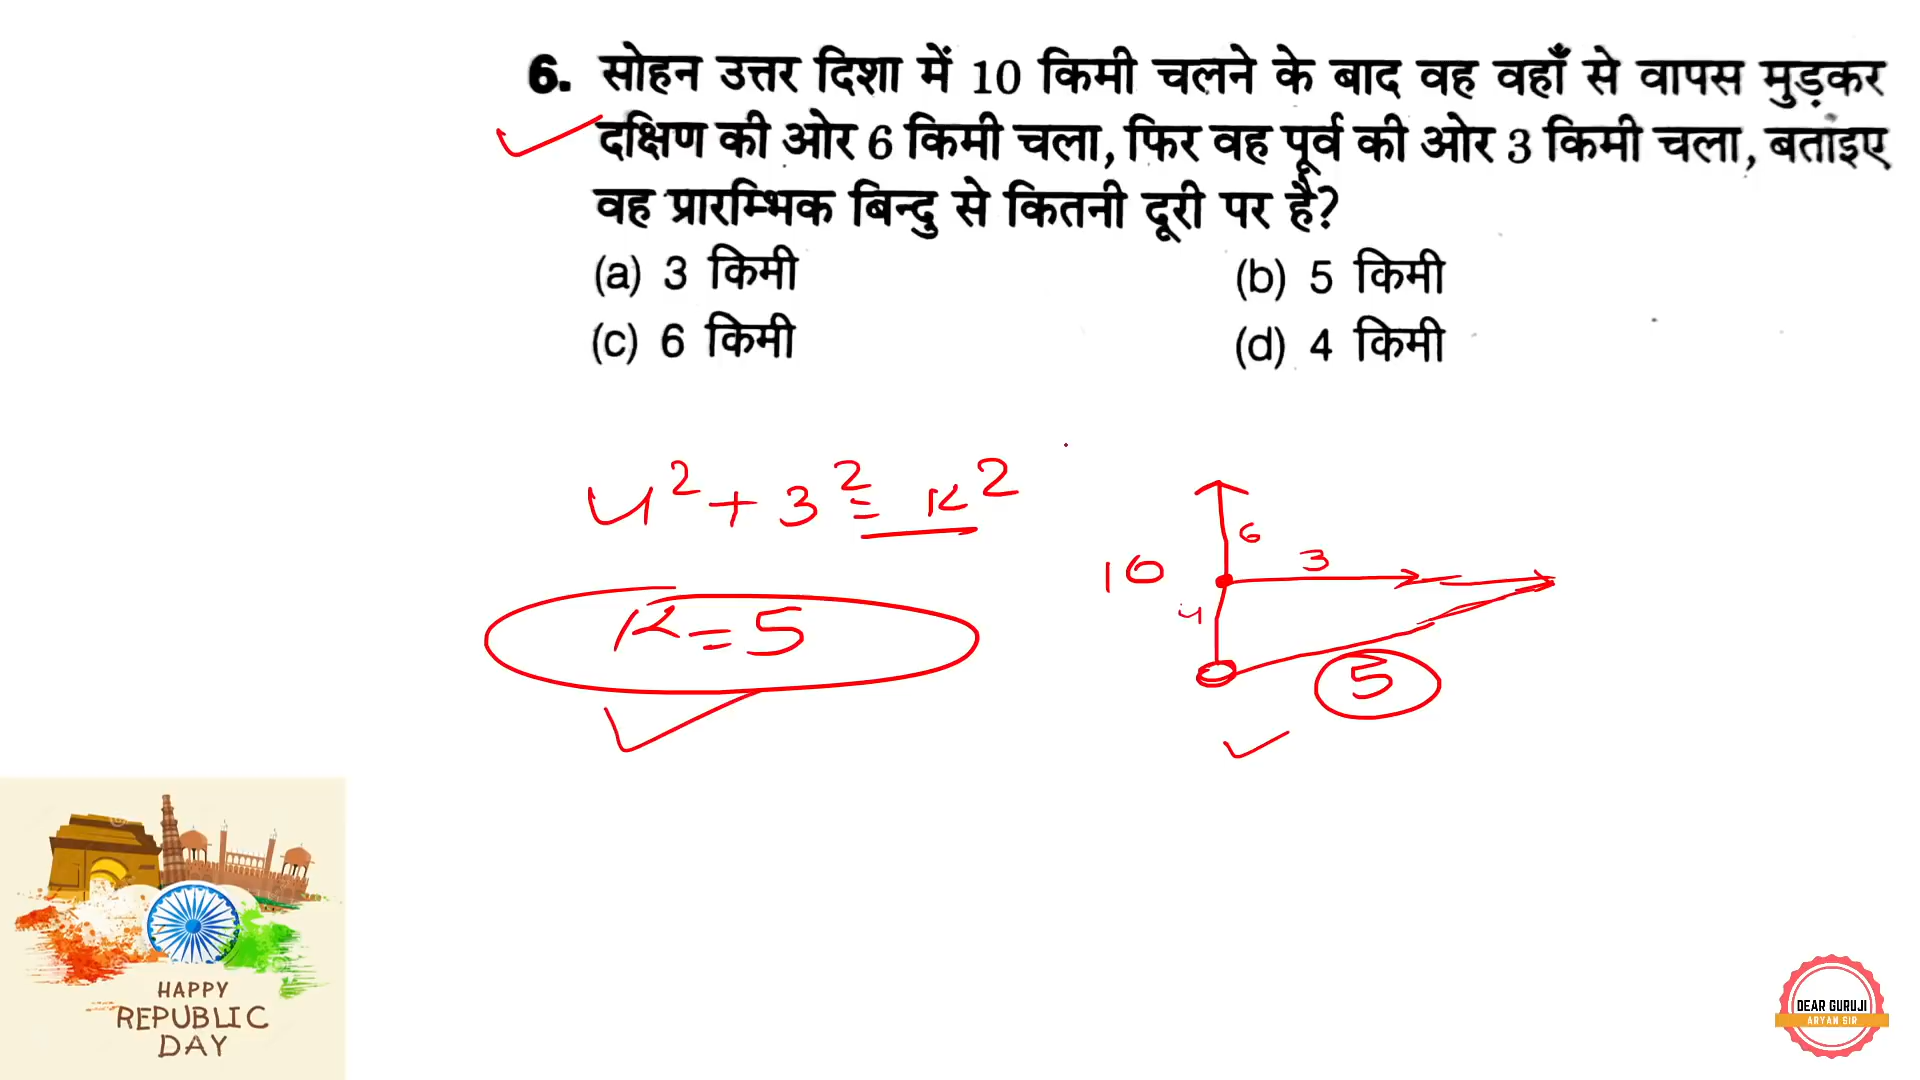 6. सोहन उत्तर दिशा में 10 किमी चलने के बाद वह वहाँ से वापस मुड़कर
दक्षिण की ओर 6 किमी चला, फिर वह पूर्व की ओर 3 किमी चला, बताइए
वह प्रारम्भिक बिन्दु से कितनी दूरी पर है?
(a) 3 किमी (b) 5 किमी
(c) 6 किमी (d) 4 किमी
4² + 3² = K²
K = 5
6
3
10
4
5
HAPPY
REPUBLIC
DAY
DEAR GURUJI
ARYAN SIR